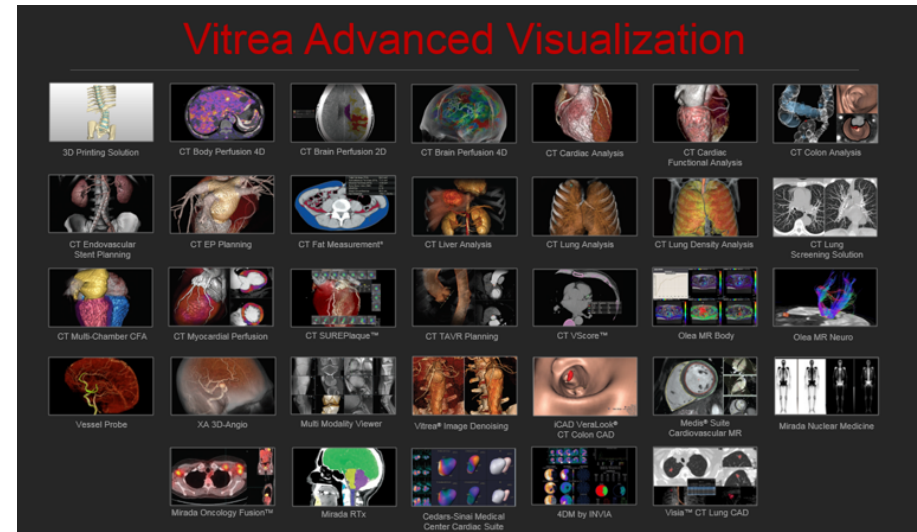 Vitrea Advanced Visualization
3D Printing Solution
CT Body Perfusion 4D
CT Brain Perfusion 2D
CT Brain Perfusion 4D
CT Cardiac Analysis
CT Cardiac
Functional Analysis
CT Colon Analysis
CT Endovascular
Stent Planning
CT EP Planning
CT Fat Measurement*
CT Liver Analysis
CT Lung Analysis
CT Lung Density Analysis
CT Lung
Screening Solution
CT Multi-Chamber CFA
CT Myocardial Perfusion
CT SUREPlaque™
CT TAVR Planning
CT VScore™
Olea MR Body
Olea MR Neuro
Vessel Probe
XA 3D-Angio
Multi Modality Viewer
Vitrea® Image Denoising
iCAD VeraLook®
CT Colon CAD
Medis® Suite
Cardiovascular MR
Mirada Nuclear Medicine
Mirada Oncology Fusion™
Mirada RTx
Cedars-Sinai Medical
Center Cardiac Suite
4DM by INVIA
Visia™ CT Lung CAD